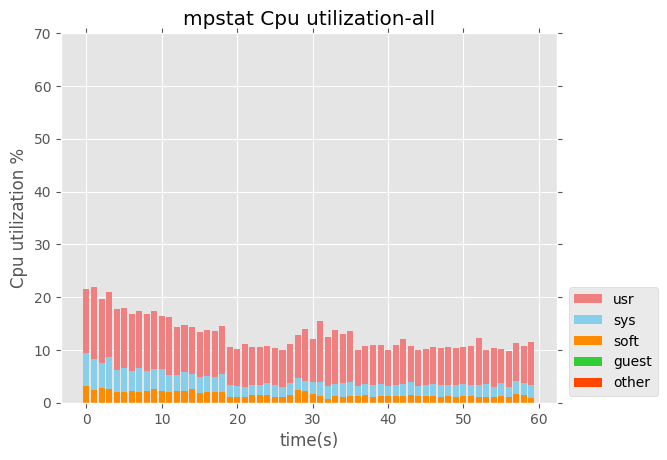 mpstat Cpu utilization-all
Cpu utilization %
70
60
50
40
30
20
10
0
0 10 20 30 40 50 60
time(s)
usr
sys
soft
guest
other